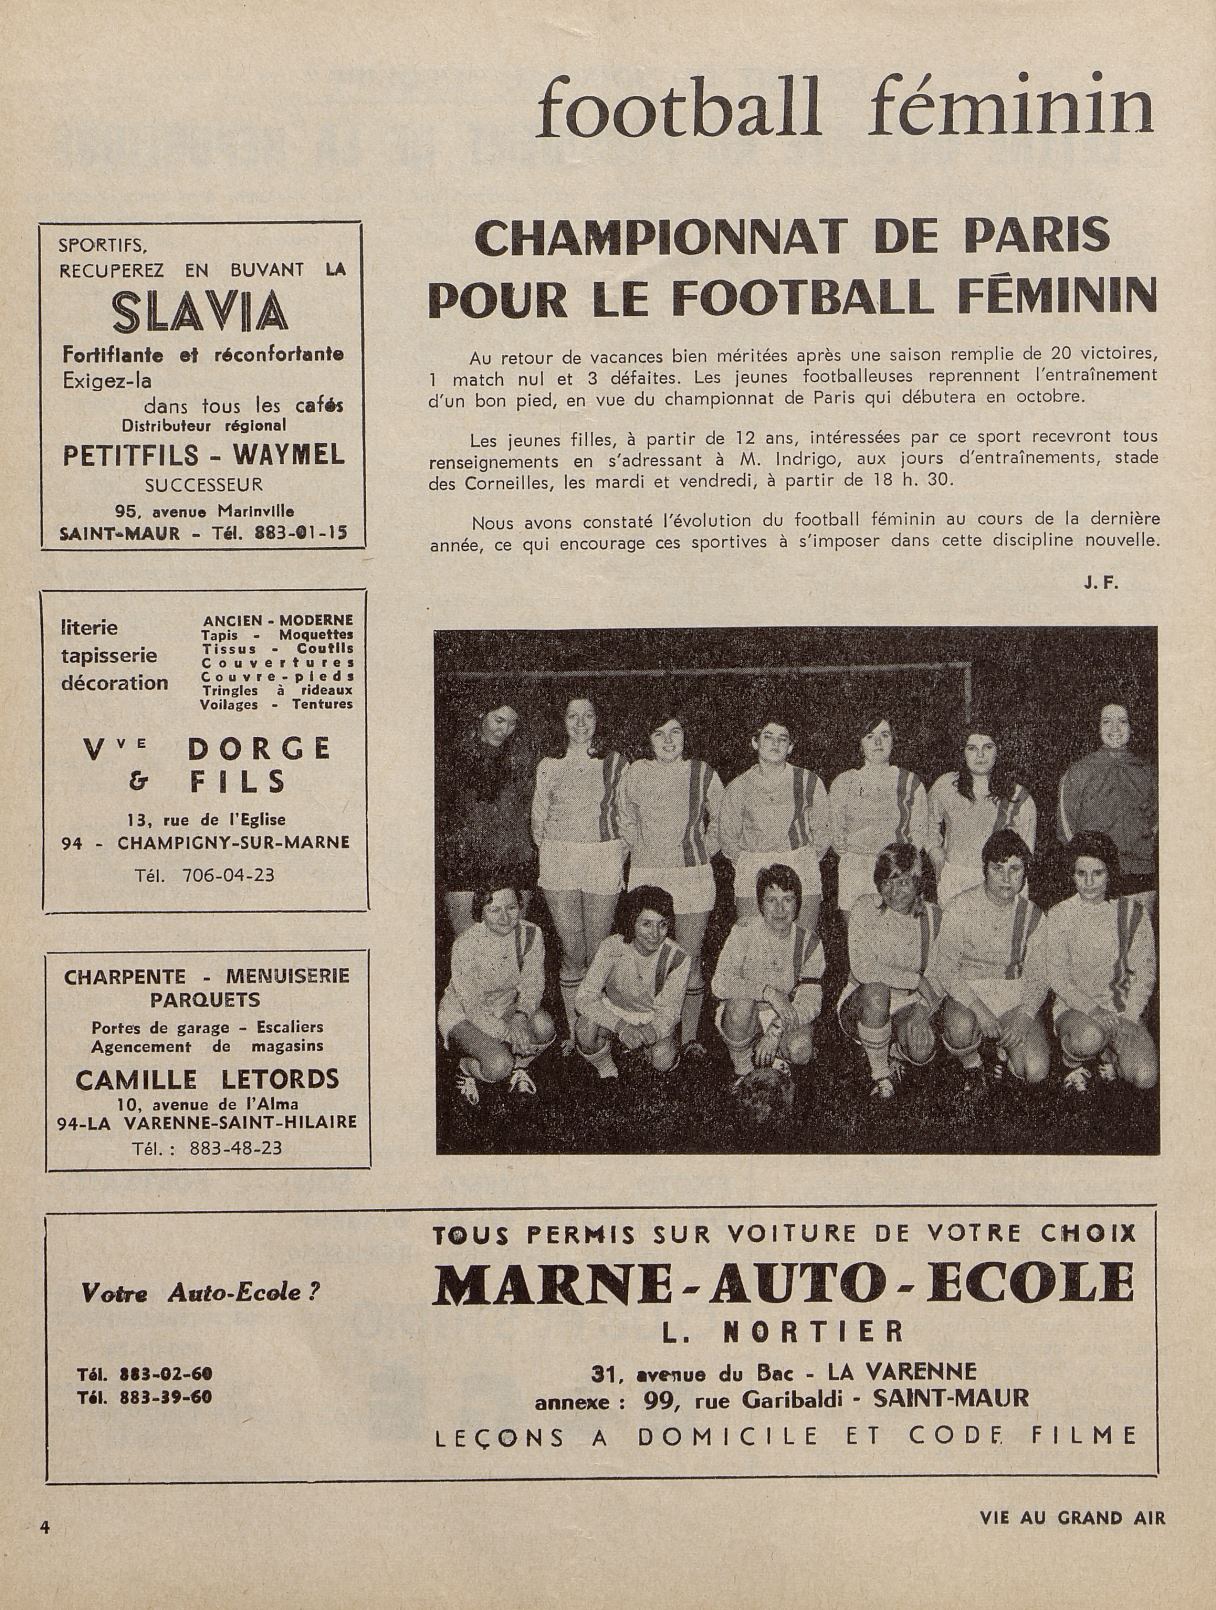 football féminin
CHAMPIONNAT DE PARIS
POUR LE FOOTBALL FÉMININ
Au retour de vacances bien méritées après une saison remplie de 20 victoires,
1 match nul et 3 défaites. Les jeunes footballeuses reprennent l'entraînement
d'un bon pied, en vue du championnat de Paris qui débutera en octobre.
Les jeunes filles, à partir de 12 ans, intéressées par ce sport recevront tous
renseignements en s'adressant à M. Indrigo, aux jours d'entraînements, stade
des Corneilles, les mardi et vendredi, à partir de 18 h. 30.
Nous avons constaté l'évolution du football féminin au cours de la dernière
année, ce qui encourage ces sportives à s'imposer dans cette discipline nouvelle.
J. F.
SPORTIFS,
RECUPEREZ EN BUVANT LA
SLAVIA
Fortifiante et réconfortante
Exigez-la
dans tous les cafés
Distributeur régional
PETITFILS - WAYMEL
SUCCESSEUR
95, avenue Marinville
SAINT-MAUR - Tél. 883-01-15
literie
tapisserie
décoration
ANCIEN - MODERNE
Tapis - Moquettes
Tissus - Coutils
Couvertures
Couvre-pieds
Tringles à rideaux
Voilages - Tentures
VVE DORGE
& FILS
13, rue de l'Eglise
94 - CHAMPIGNY-SUR-MARNE
Tél. 706-04-23
CHARPENTE - MENUISERIE
PARQUETS
Portes de garage - Escaliers
Agencement de magasins
CAMILLE LETORDS
10, avenue de l'Alma
94-LA VARENNE-SAINT-HILAIRE
Tél. : 883-48-23
Votre Auto-Ecole ?
Tél. 883-02-60
Tél. 883-39-60
TOUS PERMIS SUR VOITURE DE VOTRE CHOIX
MARNE-AUTO-ECOLE
L. NORTIER
31, avenue du Bac - LA VARENNE
annexe : 99, rue Garibaldi - SAINT-MAUR
LEÇONS A DOMICILE ET CODE FILME
4
VIE AU GRAND AIR